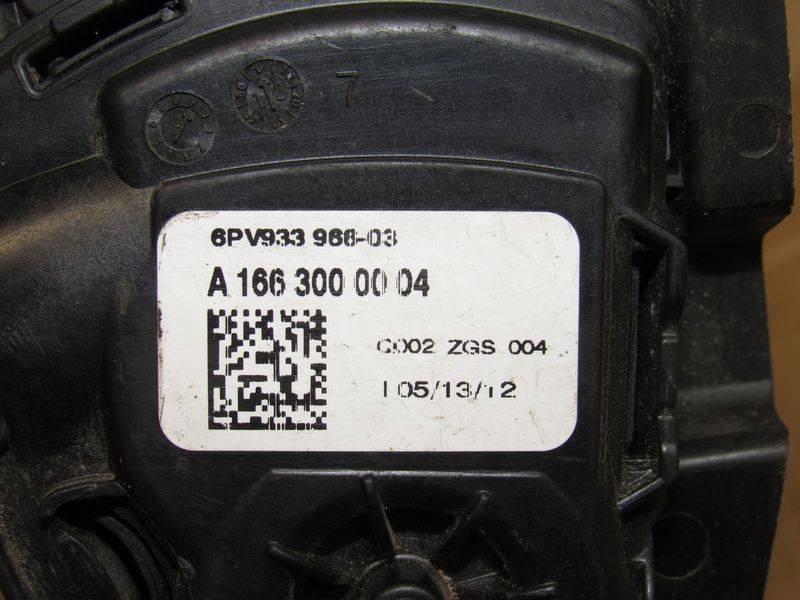 7
6PV933 966-03
A 166 300 00 04
C002 ZGS 004
05/13/12